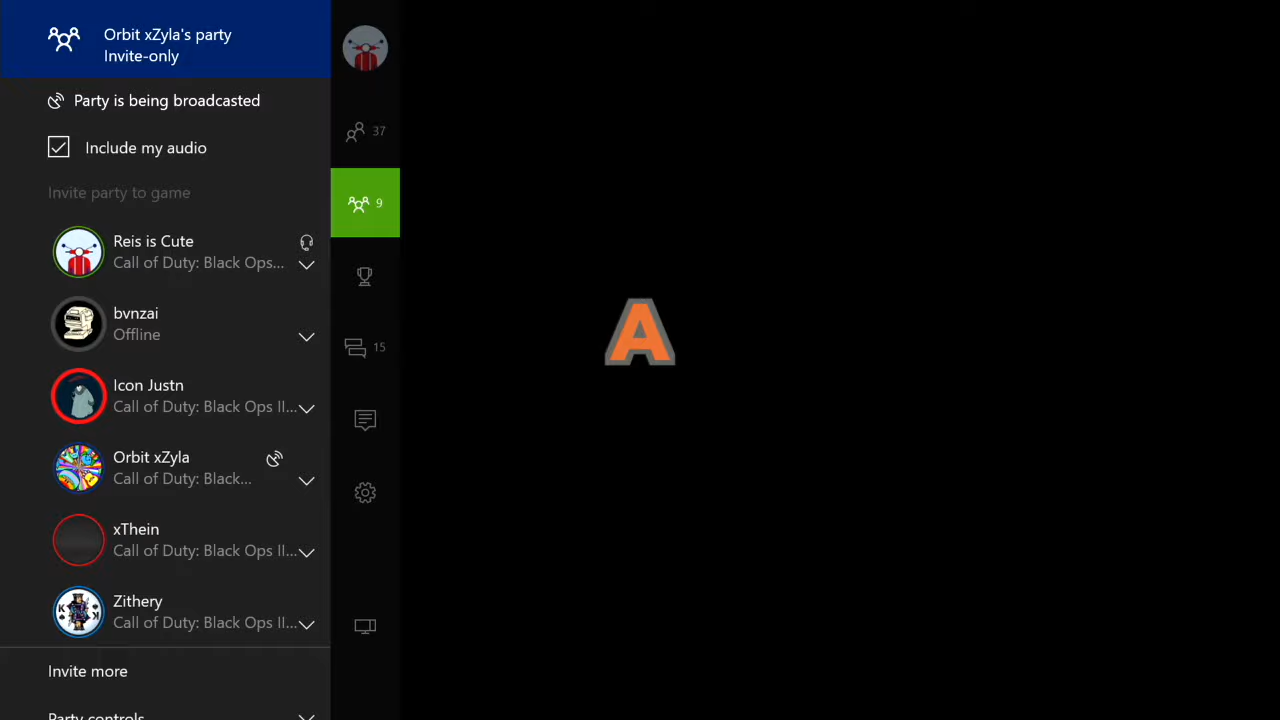 Orbit xZyla's party
Invite-only
Party is being broadcasted
Include my audio
Invite party to game
Reis is Cute
Call of Duty: Black Ops...
bvnzai
Offline
Icon Justn
Call of Duty: Black Ops II...
Orbit xZyla
Call of Duty: Black...
xThein
Call of Duty: Black Ops II...
Zithery
K K
Call of Duty: Black Ops II...
Invite more
Party controls
37
9
15
A